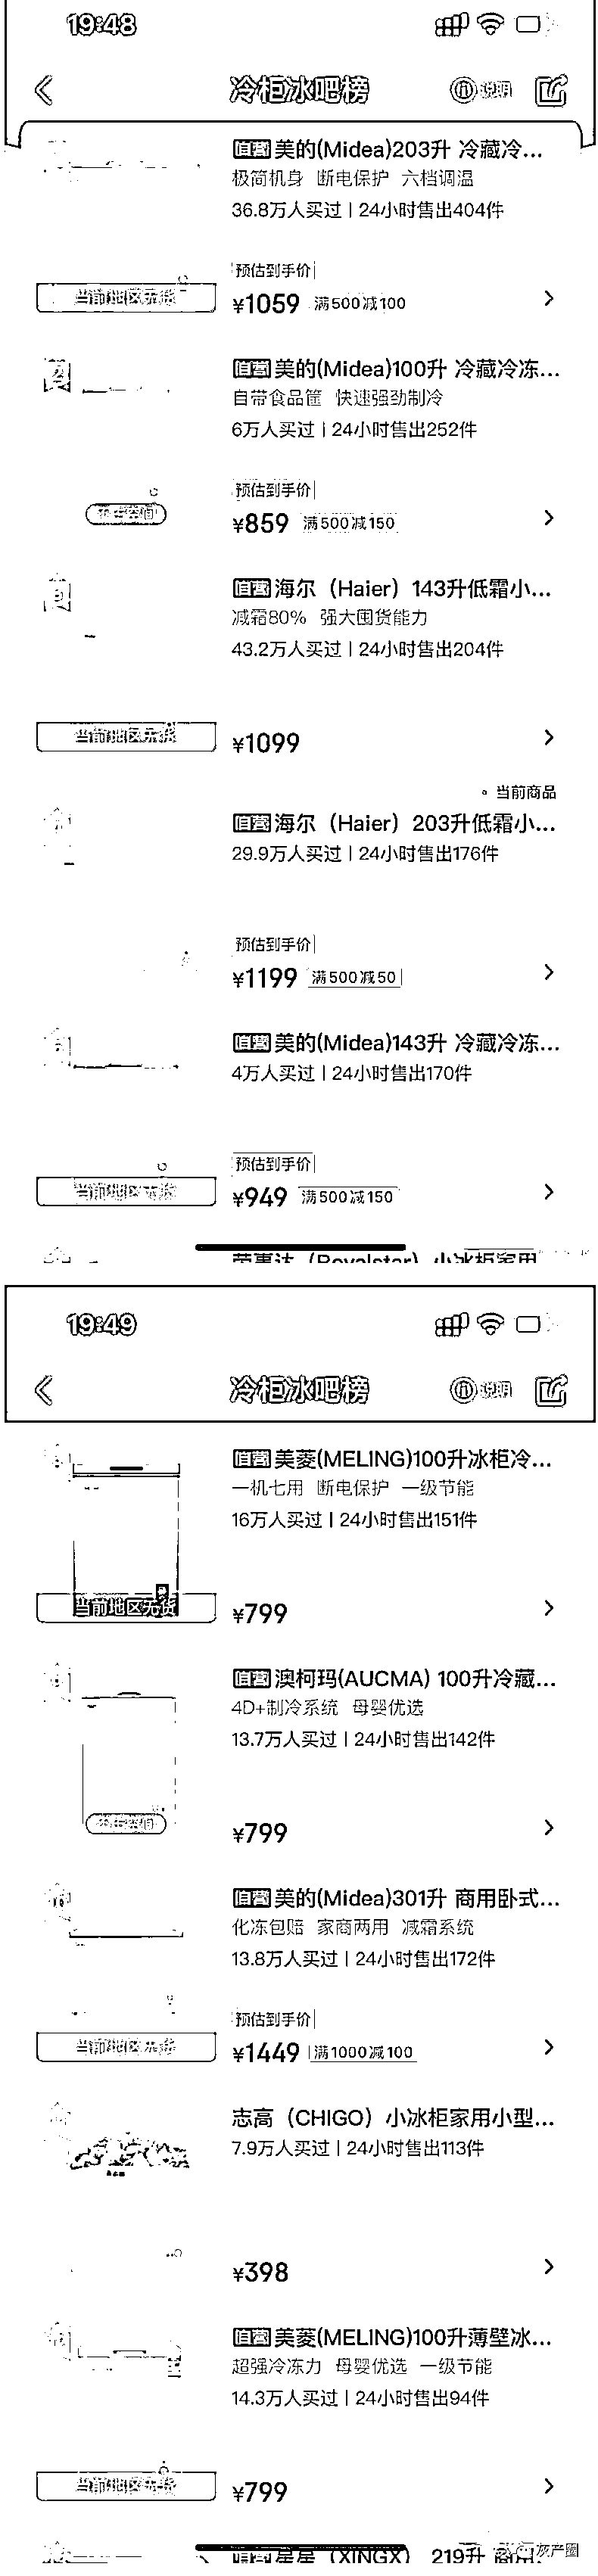 19:48
冷柜冰吧榜
说明
自营 美的(Midea)203升 冷藏冷...
极简机身 断电保护 六档调温
36.8万人买过 | 24小时售出404件
预估到手价
当前地区无货
¥1059 满500减100
自营 美的(Midea)100升 冷藏冷冻...
自带食品筐 快速强劲制冷
6万人买过 | 24小时售出252件
预估到手价
¥859 满500减150
自营 海尔（Haier）143升低霜小...
减霜80% 强大囤货能力
43.2万人买过 | 24小时售出204件
当前地区无货
¥1099
当前商品
自营 海尔（Haier）203升低霜小...
29.9万人买过 | 24小时售出176件
预估到手价
¥1199 满500减50
自营 美的(Midea)143升 冷藏冷冻...
4万人买过 | 24小时售出170件
预估到手价
当前地区无货
¥949 满500减150
荣事达（Royalstar）小冰柜家用
19:49
冷柜冰吧榜
说明
自营 美菱(MELING)100升冰柜冷...
一机七用 断电保护 一级节能
16万人买过 | 24小时售出151件
当前地区无货
¥799
自营 澳柯玛(AUCMA) 100升冷藏...
4D+制冷系统 母婴优选
13.7万人买过 | 24小时售出142件
¥799
自营 美的(Midea)301升 商用卧式...
化冻包赔 家商两用 减霜系统
13.8万人买过 | 24小时售出172件
预估到手价
当前地区无货
¥1449 满1000减100
志高（CHIGO）小冰柜家用小型...
7.9万人买过 | 24小时售出113件
¥398
自营 美菱(MELING)100升薄壁冰...
超强冷冻力 母婴优选 一级节能
14.3万人买过 | 24小时售出94件
当前地区无货
¥799
星星（XINGX） 219升 商用
灰产圈